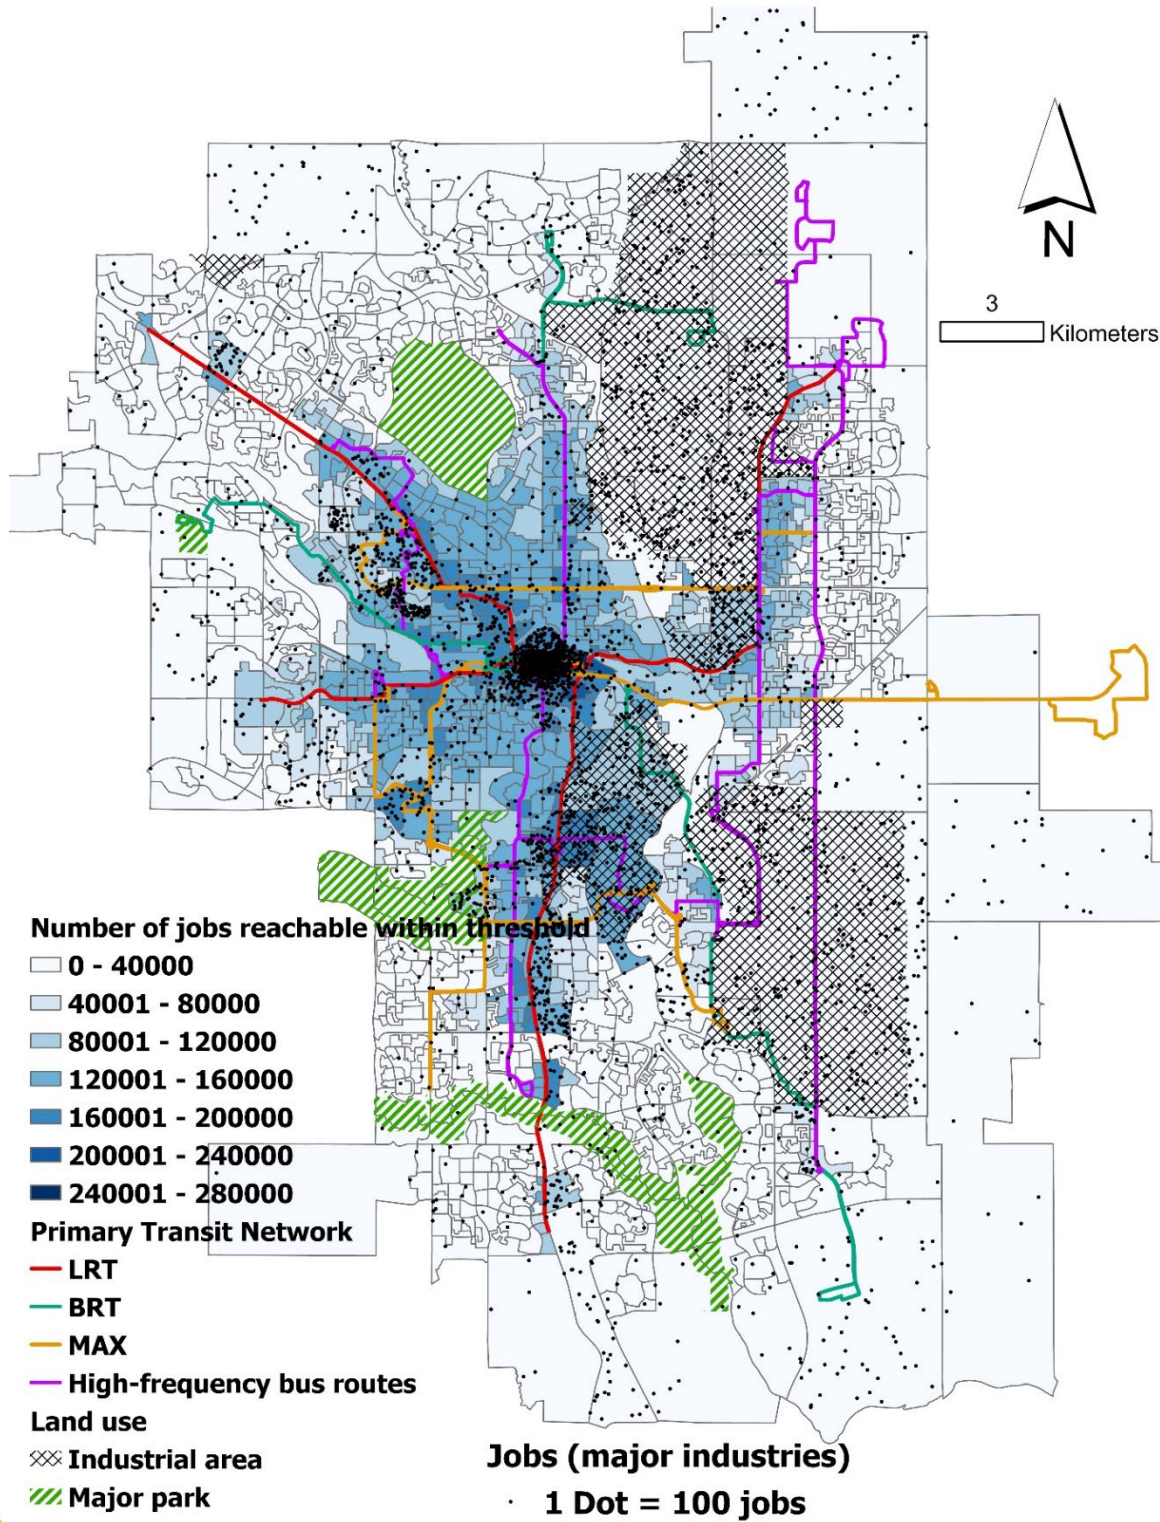 N
3
Kilometers
Number of jobs reachable within threshold
0 - 40000
40001 - 80000
80001 - 120000
120001 - 160000
160001 - 200000
200001 - 240000
240001 - 280000
Primary Transit Network
LRT
BRT
MAX
High-frequency bus routes
Land use
Industrial area
Major park
Jobs (major industries)
1 Dot = 100 jobs